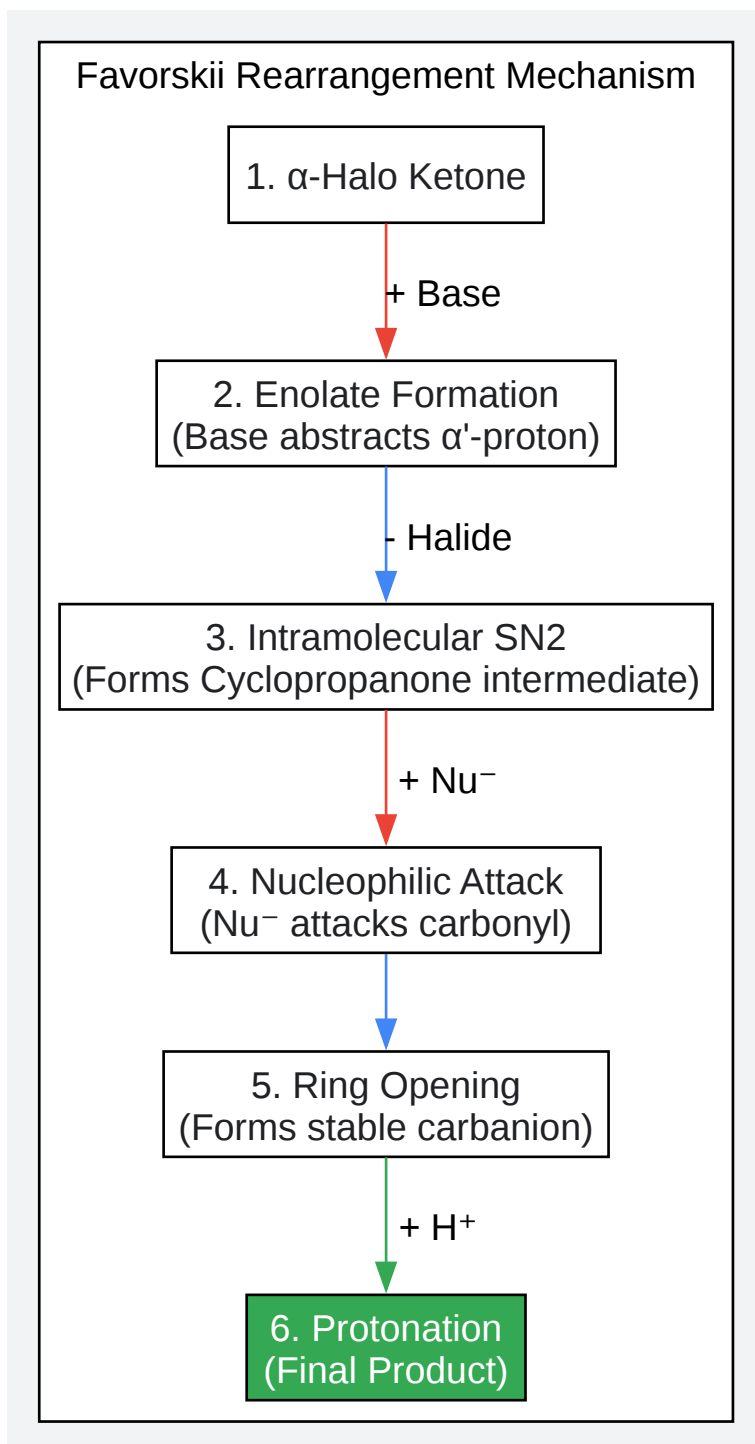 Favorskii Rearrangement Mechanism
1. α-Halo Ketone
+ Base
2. Enolate Formation
(Base abstracts α'-proton)
- Halide
3. Intramolecular SN2
(Forms Cyclopropanone intermediate)
+ Nu⁻
4. Nucleophilic Attack
(Nu⁻ attacks carbonyl)
5. Ring Opening
(Forms stable carbanion)
+ H⁺
6. Protonation
(Final Product)